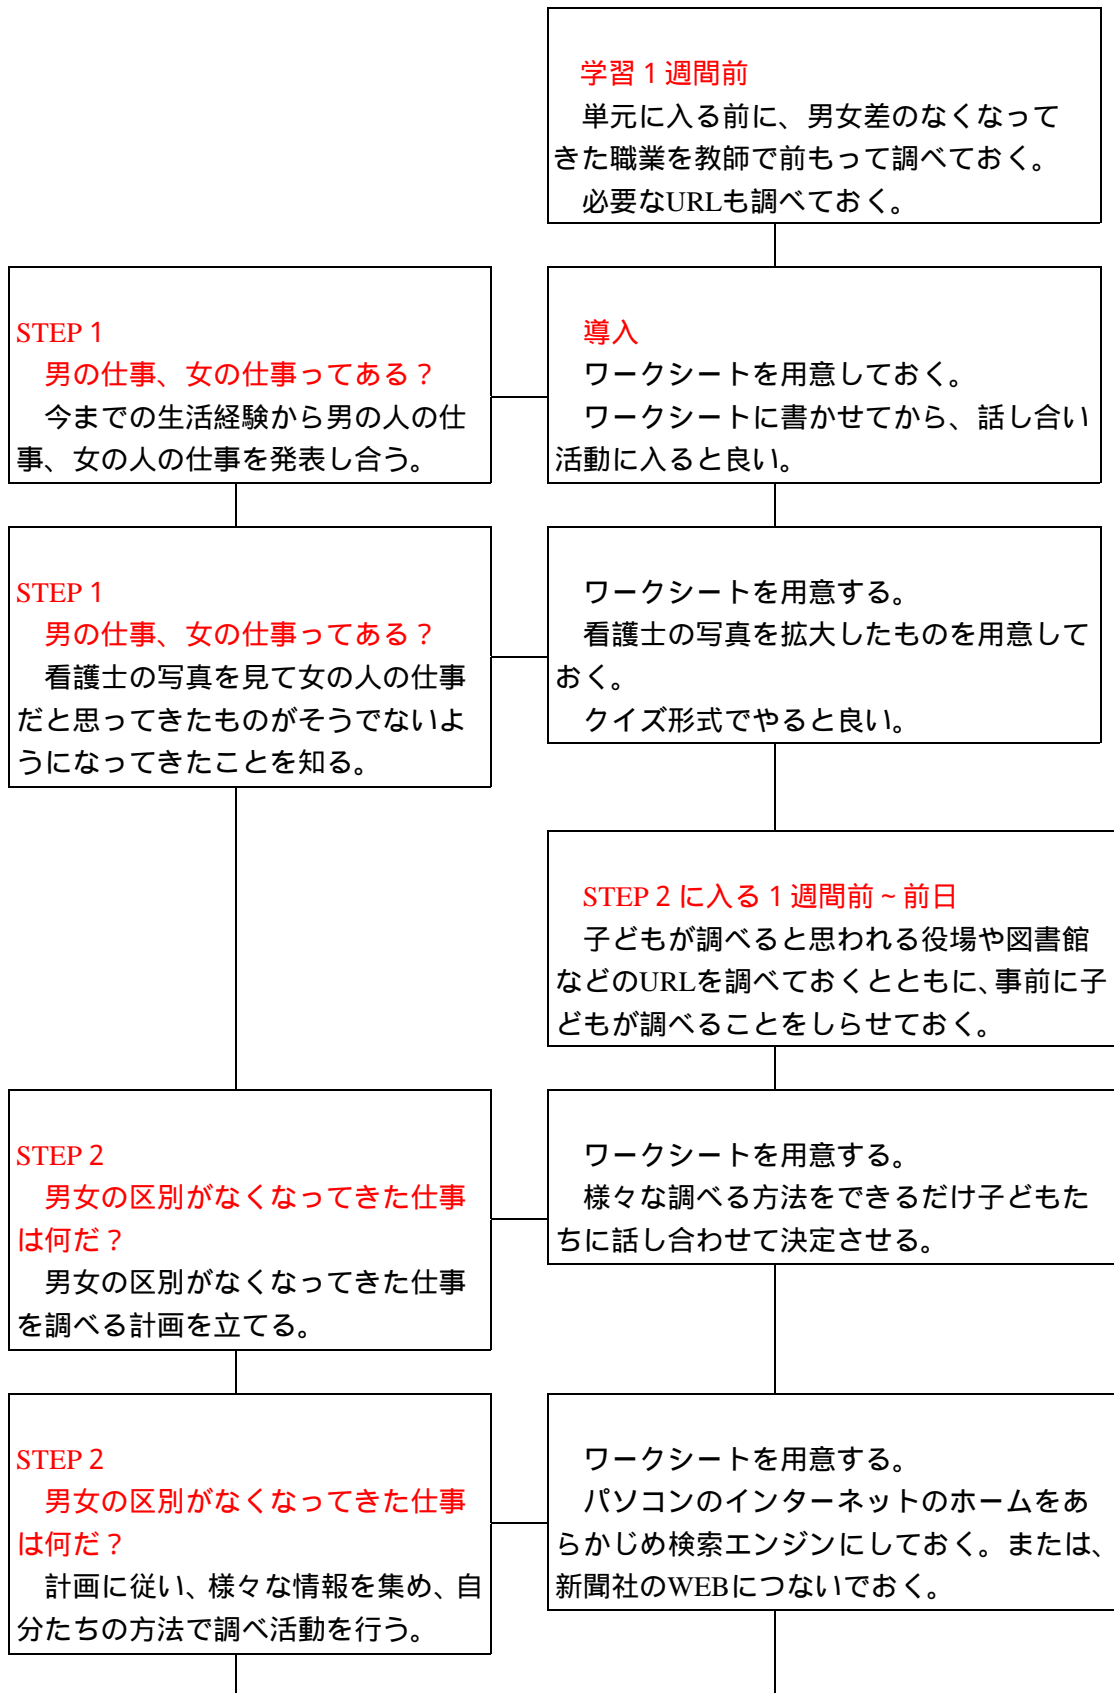 学習１週間前
単元に入る前に、男女差のなくなって
きた職業を教師で前もって調べておく。
必要なURLも調べておく。
STEP 1
男の仕事、女の仕事ってある？
今までの生活経験から男の人の仕
事、女の人の仕事を発表し合う。
導入
ワークシートを用意しておく。
ワークシートに書かせてから、話し合い
活動に入ると良い。
STEP 1
男の仕事、女の仕事ってある？
看護士の写真を見て女の人の仕事
だと思ってきたものがそうでないよ
うになってきたことを知る。
ワークシートを用意する。
看護士の写真を拡大したものを用意して
おく。
クイズ形式でやると良い。
STEP 2 に入る１週間前～前日
子どもが調べると思われる役場や図書館
などのURLを調べておくとともに、事前に子
どもが調べることをしらせておく。
STEP 2
男女の区別がなくなってきた仕事
は何だ？
男女の区別がなくなってきた仕事
を調べる計画を立てる。
ワークシートを用意する。
様々な調べる方法をできるだけ子どもた
ちに話し合わせて決定させる。
STEP 2
男女の区別がなくなってきた仕事
は何だ？
計画に従い、様々な情報を集め、自
分たちの方法で調べ活動を行う。
ワークシートを用意する。
パソコンのインターネットのホームをあ
らかじめ検索エンジンにしておく。または、
新聞社のWEBにつないでおく。